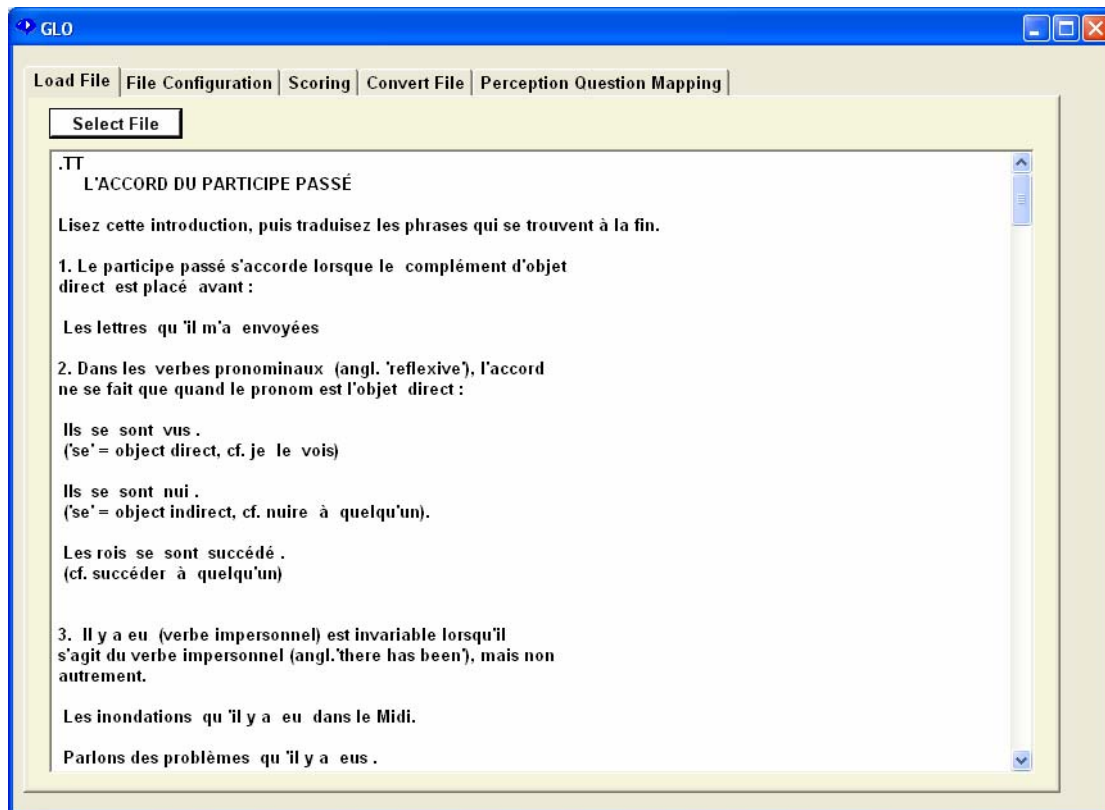 GLO
Load File File Configuration Scoring Convert File Perception Question Mapping
Select File
.TT
L'ACCORD DU PARTICIPE PASSÉ
Lisez cette introduction, puis traduisez les phrases qui se trouvent à la fin.
1. Le participe passé s'accorde lorsque le complément d'objet
direct est placé avant :
Les lettres qu 'il m'a envoyées
2. Dans les verbes pronominaux (angl. 'reflexive'), l'accord
ne se fait que quand le pronom est l'objet direct :
Ils se sont vus .
('se' = object direct, cf. je le vois)
Ils se sont nui .
('se' = object indirect, cf. nuire à quelqu'un).
Les rois se sont succédé .
(cf. succéder à quelqu'un)
3. Il y a eu (verbe impersonnel) est invariable lorsqu'il
s'agit du verbe impersonnel (angl.'there has been'), mais non
autrement.
Les inondations qu 'il y a eu dans le Midi.
Parlons des problèmes qu 'il y a eus .